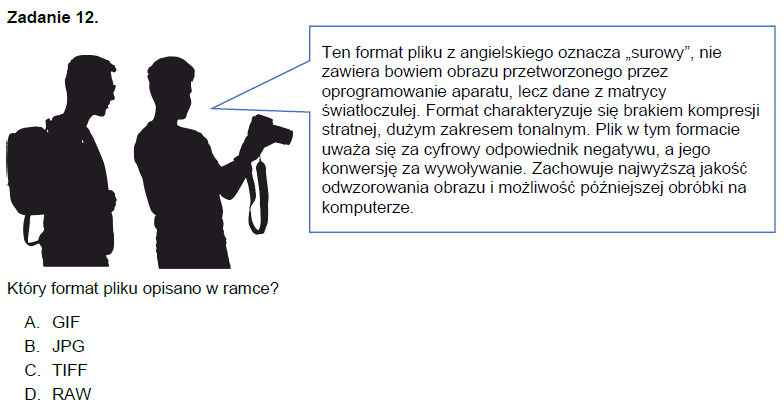 Zadanie 12.
Ten format pliku z angielskiego oznacza „surowy”, nie
zawiera bowiem obrazu przetworzonego przez
oprogramowanie aparatu, lecz dane z matrycy
światłoczułej. Format charakteryzuje się brakiem kompresji
stratnej, dużym zakresem tonalnym. Plik w tym formacie
uważa się za cyfrowy odpowiednik negatywu, a jego
konwersję za wywoływanie. Zachowuje najwyższą jakość
odwzorowania obrazu i możliwość późniejszej obróbki na
komputerze.
Który format pliku opisano w ramce?
A. GIF
B. JPG
C. TIFF
D. RAW